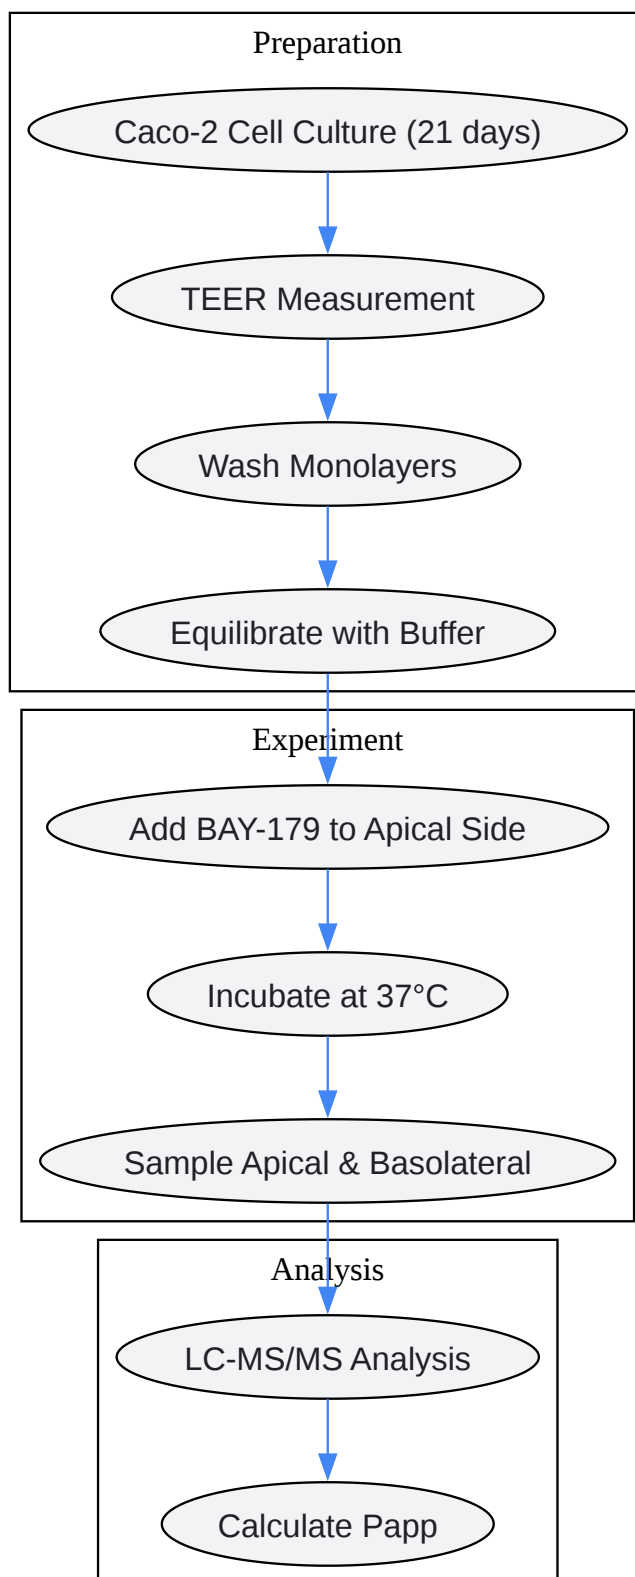 Preparation
Caco-2 Cell Culture (21 days)
TEER Measurement
Wash Monolayers
Equilibrate with Buffer
Experiment
Add BAY-179 to Apical Side
Incubate at 37°C
Sample Apical & Basolateral
Analysis
LC-MS/MS Analysis
Calculate Papp